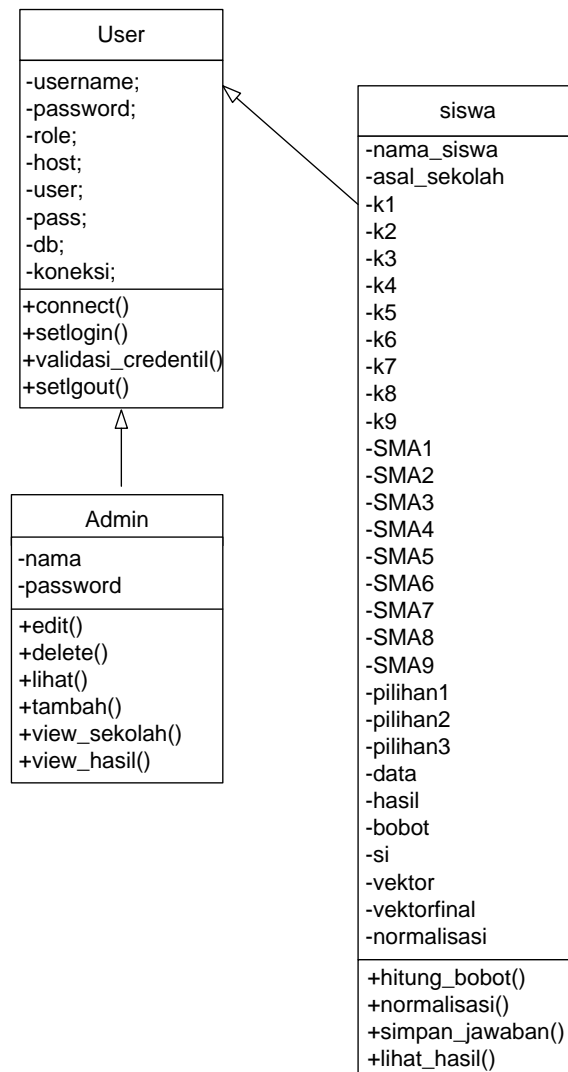 User
-username;
-password;
-role;
-host;
-user;
-pass;
-db;
-koneksi;
+connect()
+setlogin()
+validasi_credentil()
+setlgout()
Admin
-nama
-password
+edit()
+delete()
+lihat()
+tambah()
+view_sekolah()
+view_hasil()
siswa
-nama_siswa
-asal_sekolah
-k1
-k2
-k3
-k4
-k5
-k6
-k7
-k8
-k9
-SMA1
-SMA2
-SMA3
-SMA4
-SMA5
-SMA6
-SMA7
-SMA8
-SMA9
-pilihan1
-pilihan2
-pilihan3
-data
-hasil
-bobot
-si
-vektor
-vektorfinal
-normalisasi
+hitung_bobot()
+normalisasi()
+simpan_jawaban()
+lihat_hasil()